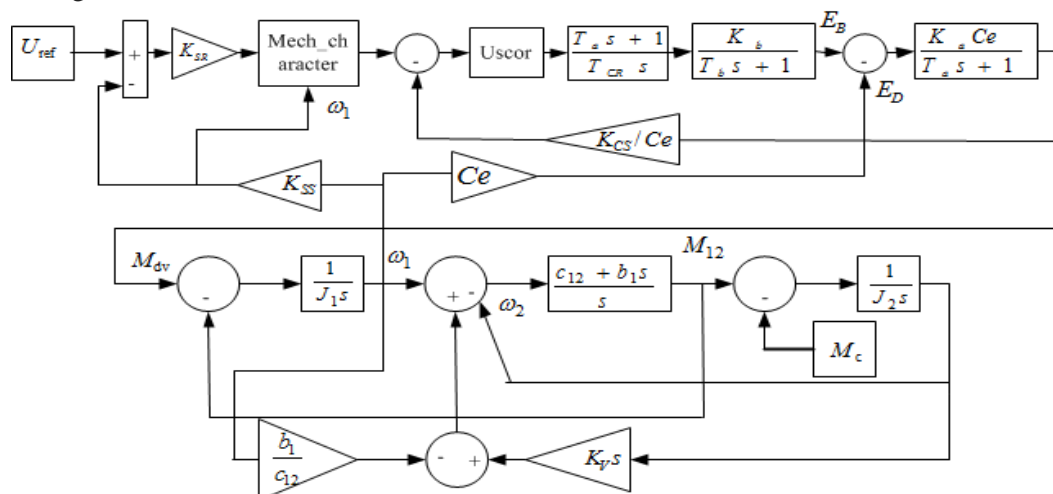 U_ref
+
-
K_SR
Mech_ch
aracter
ω_1
-
Uscor
T_a s + 1
T_CR s
K_b
T_b s + 1
E_B
-
E_D
K_a Ce
T_a s + 1
K_CS / Ce
K_SS
Ce
M_dv
-
1
J_1 s
ω_1
+
-
ω_2
c_12 + b_1 s
s
M_12
-
1
J_2 s
M_c
b_1
c_12
-
+
K_V s